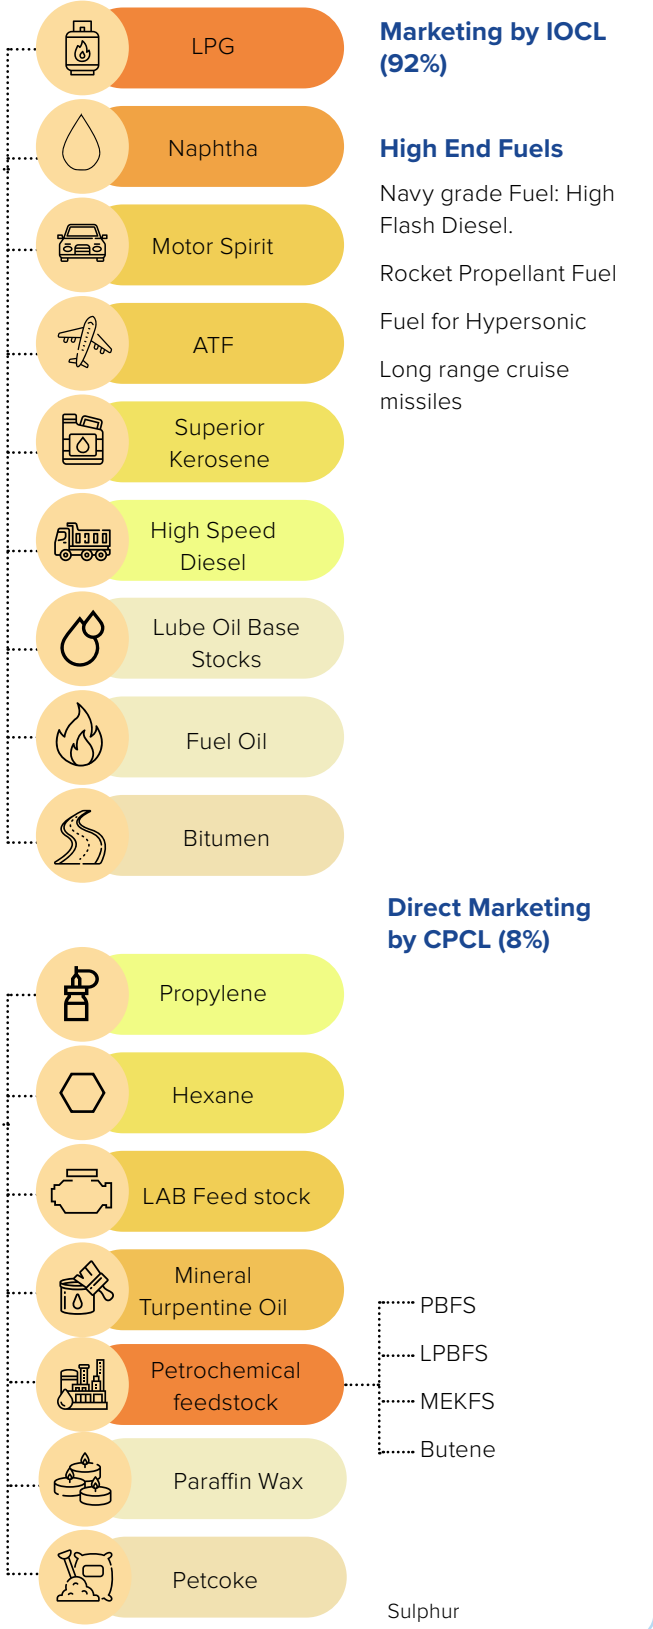 LPG
Marketing by IOCL
(92%)
Naphtha
High End Fuels
Navy grade Fuel: High
Flash Diesel.
Motor Spirit
Rocket Propellant Fuel
Fuel for Hypersonic
ATF
Long range cruise
missiles
Superior
Kerosene
High Speed
Diesel
Lube Oil Base
Stocks
Fuel Oil
Bitumen
Direct Marketing
by CPCL (8%)
Propylene
Hexane
LAB Feed stock
Mineral
Turpentine Oil
Petrochemical
feedstock
PBFS
LPBFS
MEKFS
Butene
Paraffin Wax
Petcoke
Sulphur